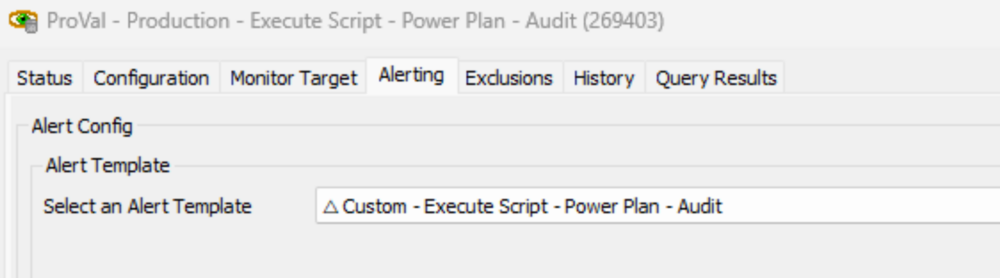 ProVal - Production - Execute Script - Power Plan - Audit (269403)
Status Configuration Monitor Target Alerting Exclusions History Query Results
Alert Config
Alert Template
Select an Alert Template △ Custom - Execute Script - Power Plan - Audit